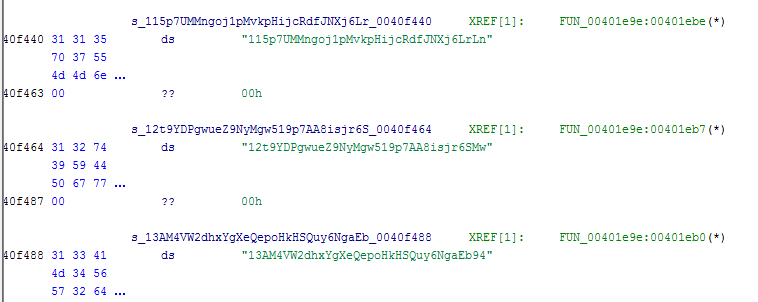 s_115p7UMMngoj1pMvkpHijcRdfJNXj6Lr_0040f440 XREF[1]: FUN_00401e9e:00401ebe(*)
40f440 31 31 35 ds "115p7UMMngoj1pMvkpHijcRdfJNXj6LrLn"
70 37 55
4d 4d 6e ...
40f463 00 ?? 00h
s_12t9YDPgwueZ9NyMgw519p7AA8isjr6S_0040f464 XREF[1]: FUN_00401e9e:00401eb7(*)
40f464 31 32 74 ds "12t9YDPgwueZ9NyMgw519p7AA8isjr6SMw"
39 59 44
50 67 77 ...
40f487 00 ?? 00h
s_13AM4VW2dhxYgXeQepoHkHSQuy6NgaEb_0040f488 XREF[1]: FUN_00401e9e:00401eb0(*)
40f488 31 33 41 ds "13AM4VW2dhxYgXeQepoHkHSQuy6NgaEb94"
4d 34 56
57 32 64 ...